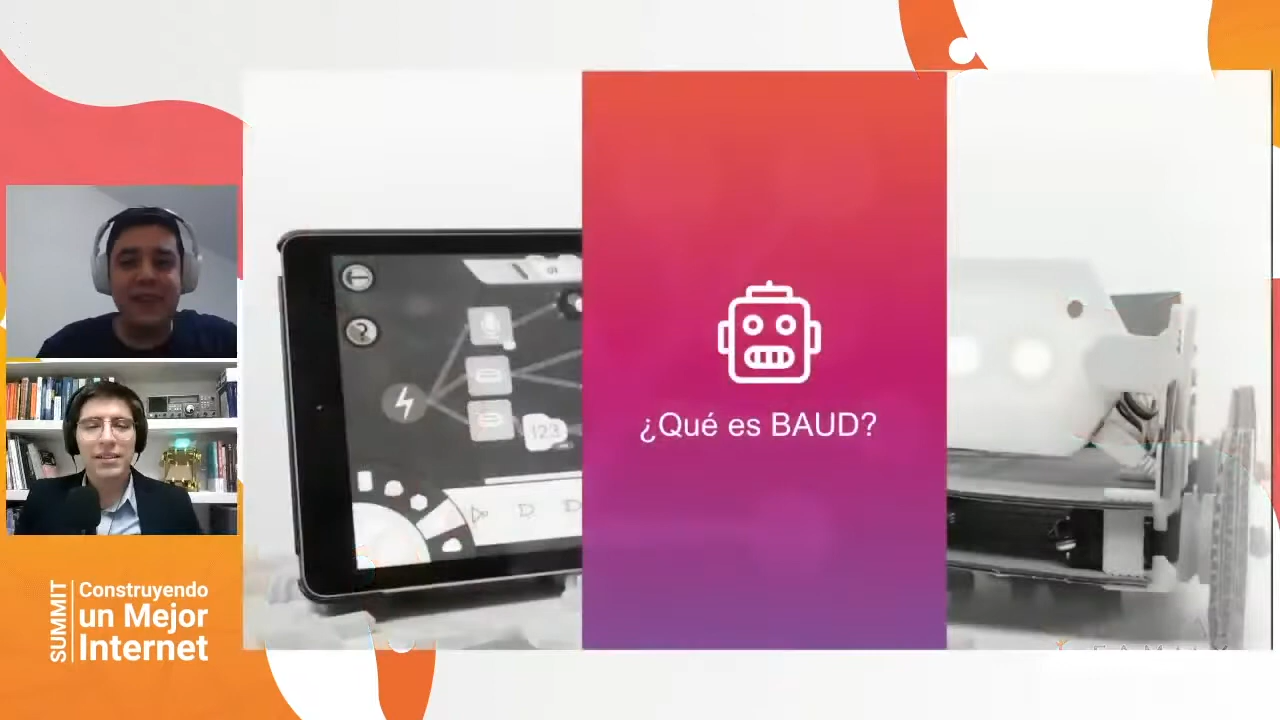 ¿Qué es BAUD?
?
123
SUMMIT
Construyendo
un Mejor
Internet